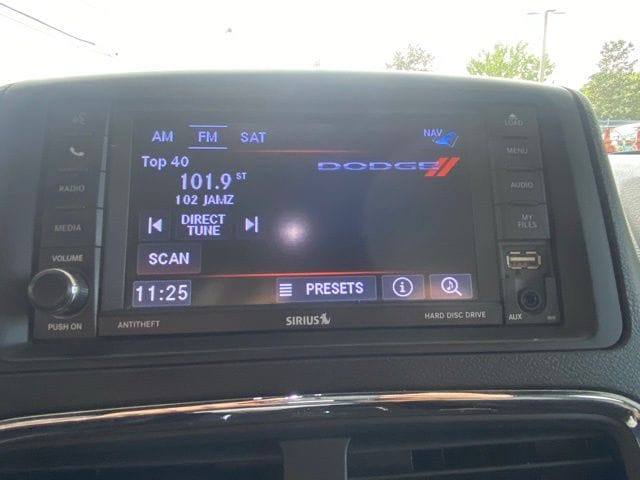 LOAD
AM FM SAT NAV
MENU
Top 40
DODGE
101.9 ST
RADIO
AUDIO
102 JAMZ
DIRECT
TUNE
MEDIA
MY
FILES
VOLUME
SCAN
11:25
PRESETS
PUSH ON
ANTITHEFT
SIRIUS
HARD DISC DRIVE
AUX